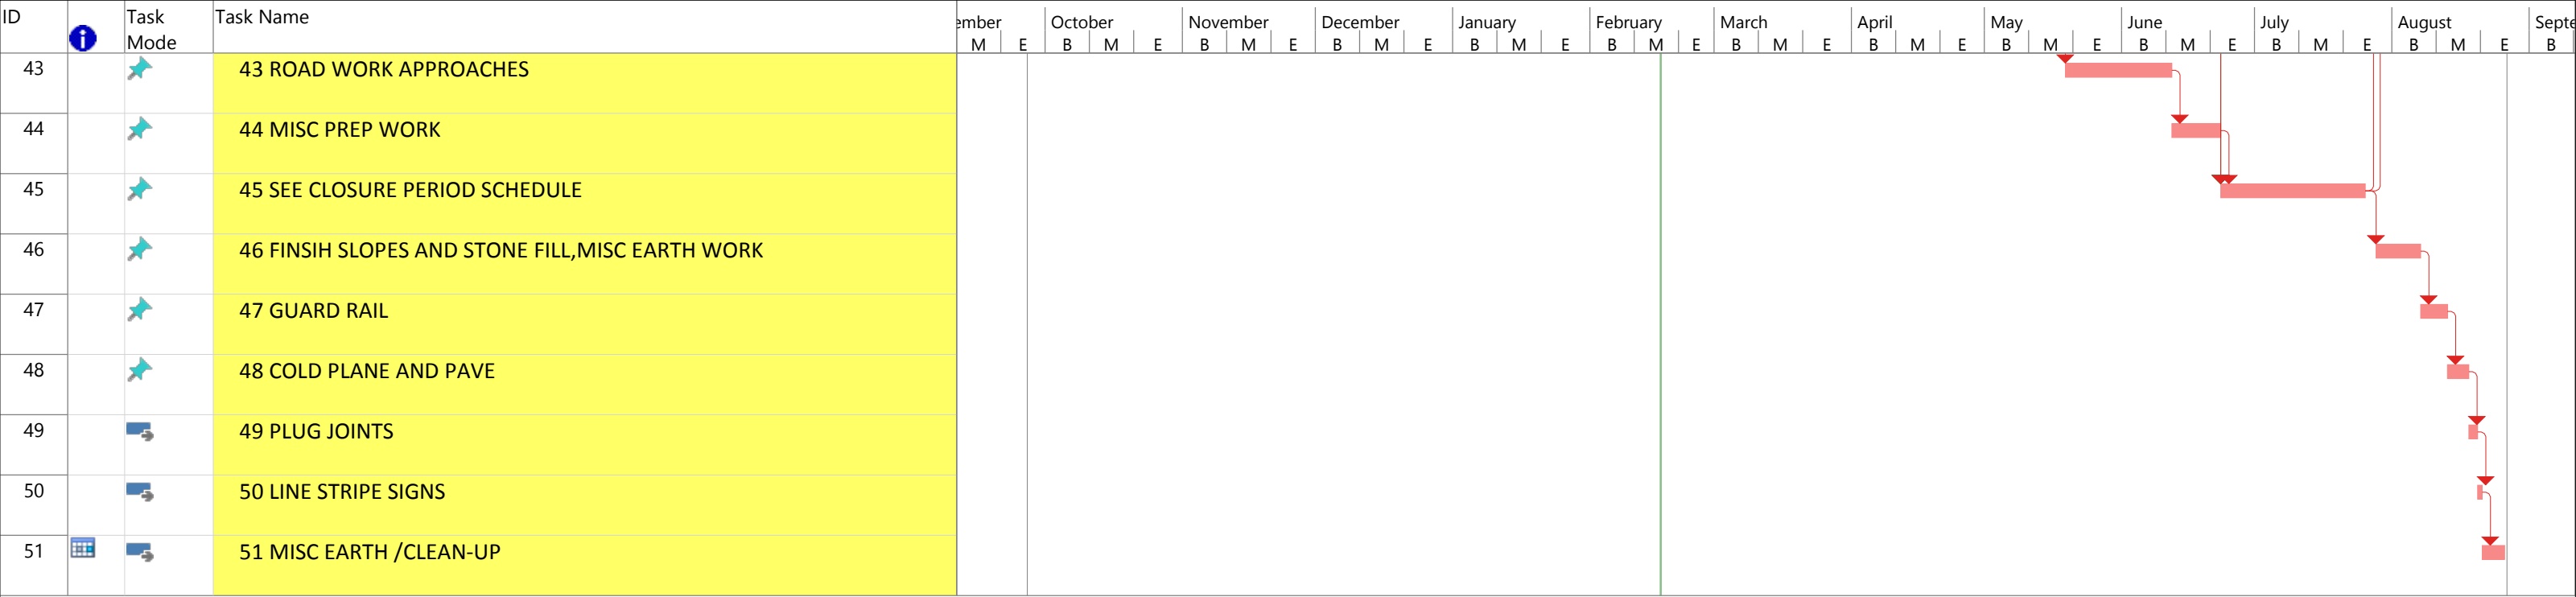 ID Task Mode Task Name
ember October November December January February March April May June July August Septe
M E B M E B M E B M E B M E B M E B M E B M E B M E B M E B M E B M E B
43 43 ROAD WORK APPROACHES
44 44 MISC PREP WORK
45 45 SEE CLOSURE PERIOD SCHEDULE
46 46 FINSIH SLOPES AND STONE FILL,MISC EARTH WORK
47 47 GUARD RAIL
48 48 COLD PLANE AND PAVE
49 49 PLUG JOINTS
50 50 LINE STRIPE SIGNS
51 51 MISC EARTH /CLEAN-UP